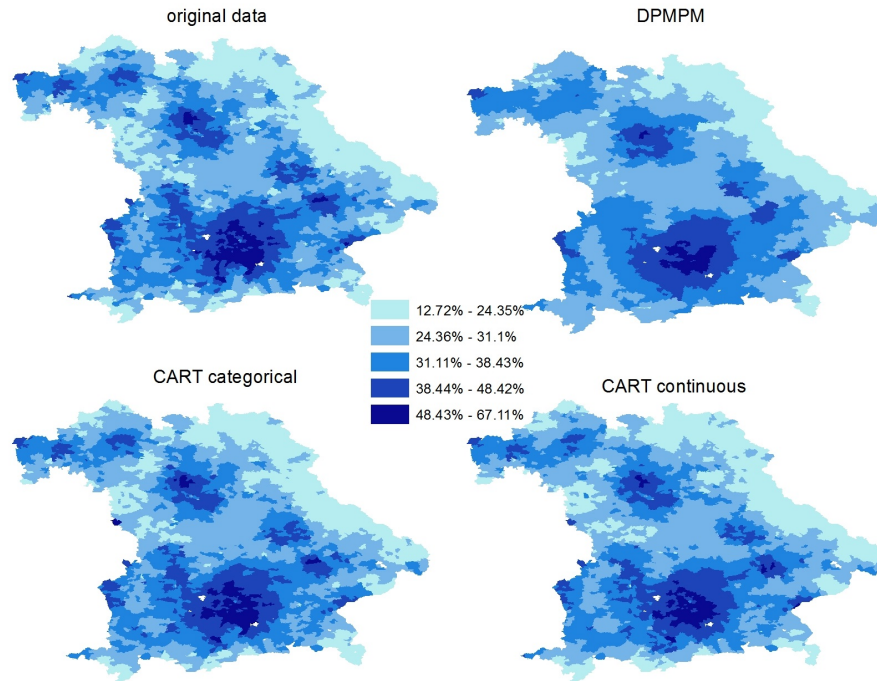 original data
DPMPM
12.72% - 24.35%
24.36% - 31.1%
31.11% - 38.43%
38.44% - 48.42%
48.43% - 67.11%
CART categorical
CART continuous